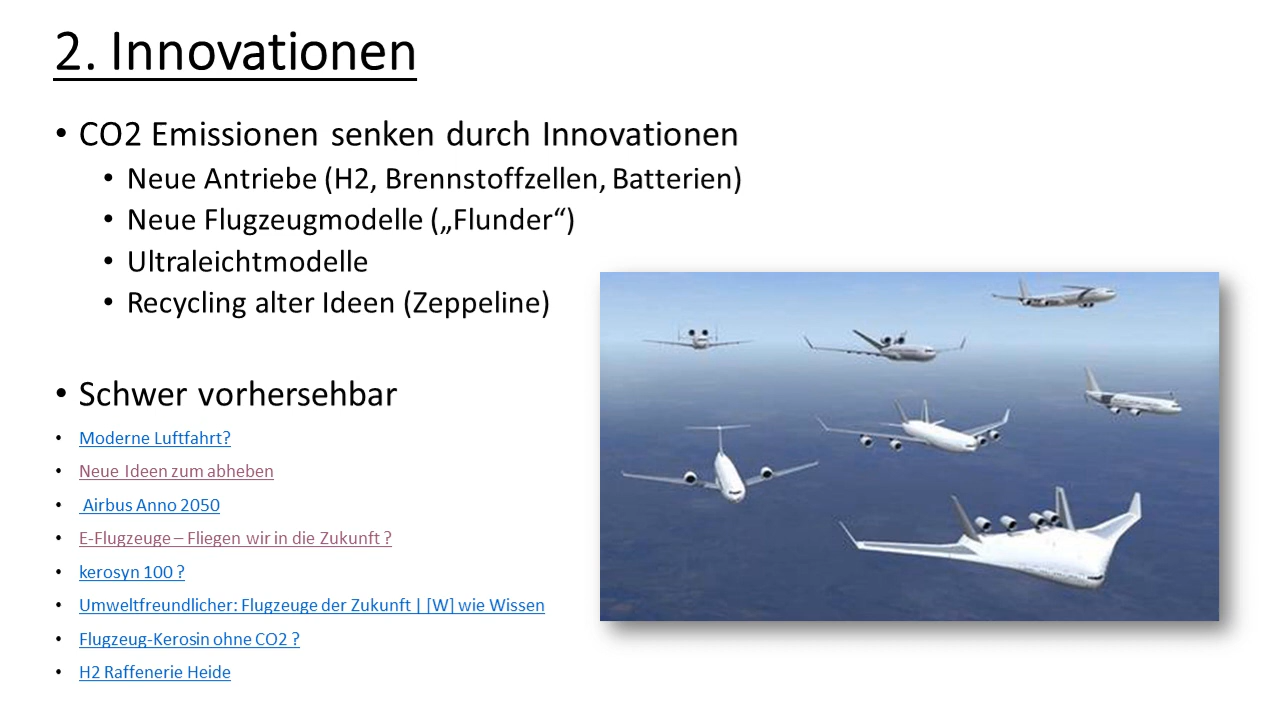 2. Innovationen
• CO2 Emissionen senken durch Innovationen
• Neue Antriebe (H2, Brennstoffzellen, Batterien)
• Neue Flugzeugmodelle („Flunder“)
• Ultraleichtmodelle
• Recycling alter Ideen (Zeppeline)
• Schwer vorhersehbar
• Moderne Luftfahrt?
• Neue Ideen zum abheben
• Airbus Anno 2050
• E-Flugzeuge – Fliegen wir in die Zukunft ?
• kerosyn 100 ?
• Umweltfreundlicher: Flugzeuge der Zukunft | [W] wie Wissen
• Flugzeug-Kerosin ohne CO2 ?
• H2 Raffenerie Heide